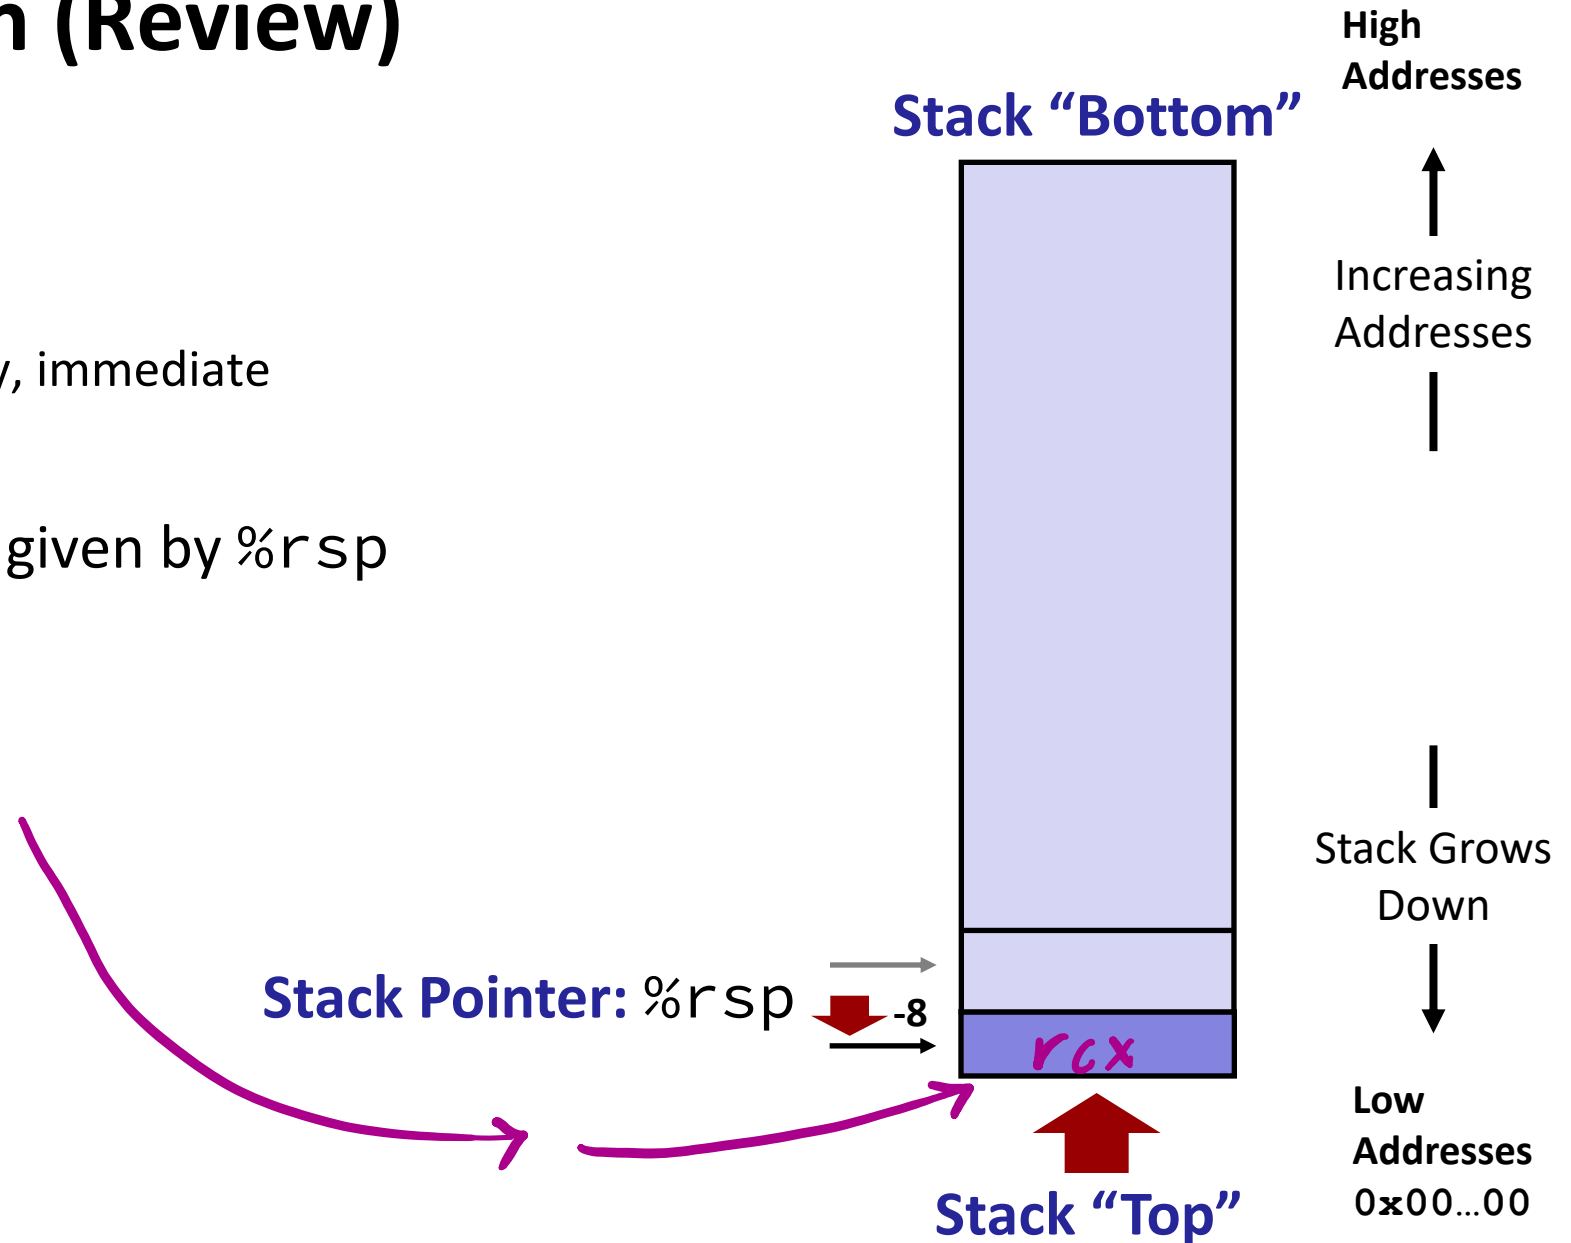 n (Review)
High
Addresses
Stack “Bottom”
Increasing
Addresses
y, immediate
given by %rsp
Stack Grows
Down
Stack Pointer: %rsp
-8
rcx
Low
Addresses
0x00…00
Stack “Top”